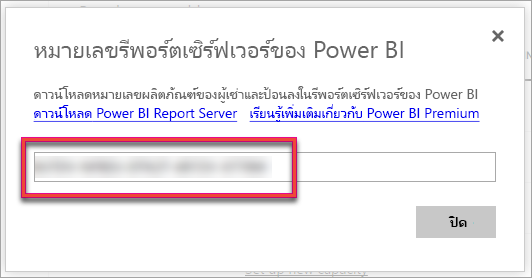 หมายเลขรีพอร์ตเซิร์ฟเวอร์ของ Power BI
ดาวน์โหลดหมายเลขผลิตภัณฑ์ของผู้เช่าและป้อนลงในรีพอร์ตเซิร์ฟเวอร์ของ Power BI
ดาวน์โหลด Power BI Report Server เรียนรู้เพิ่มเติมเกี่ยวกับ Power BI Premium
ปิด
Set up new capacity